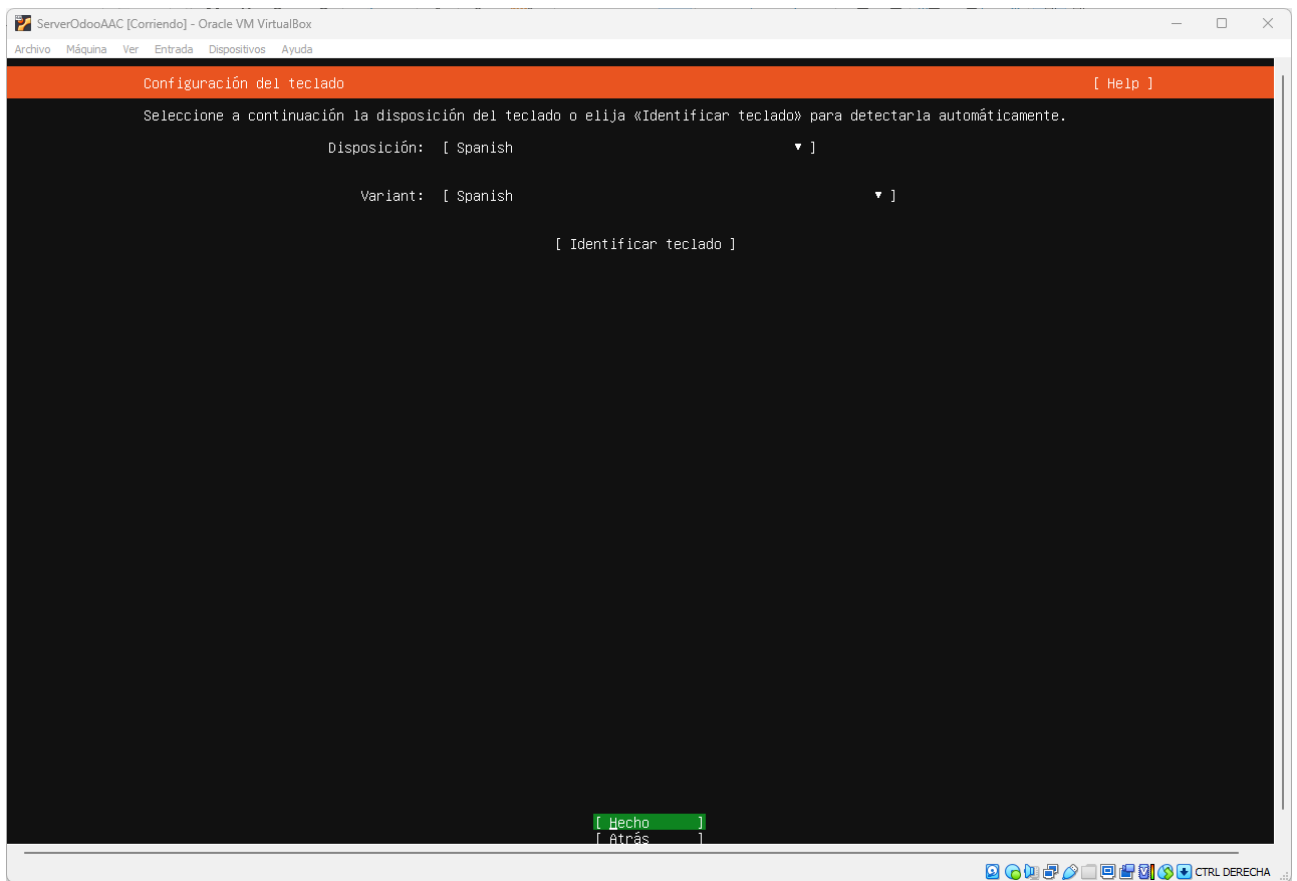 ServerOdooAAC [Corriendo] - Oracle VM VirtualBox
Archivo Máquina Ver Entrada Dispositivos Ayuda
Configuración del teclado [ Help ]
Seleccione a continuación la disposición del teclado o elija «Identificar teclado» para detectarla automáticamente.
Disposición: [ Spanish ▾ ]
Variant: [ Spanish ▾ ]
[ Identificar teclado ]
[ Hecho ]
[ Atrás ]
CTRL DERECHA